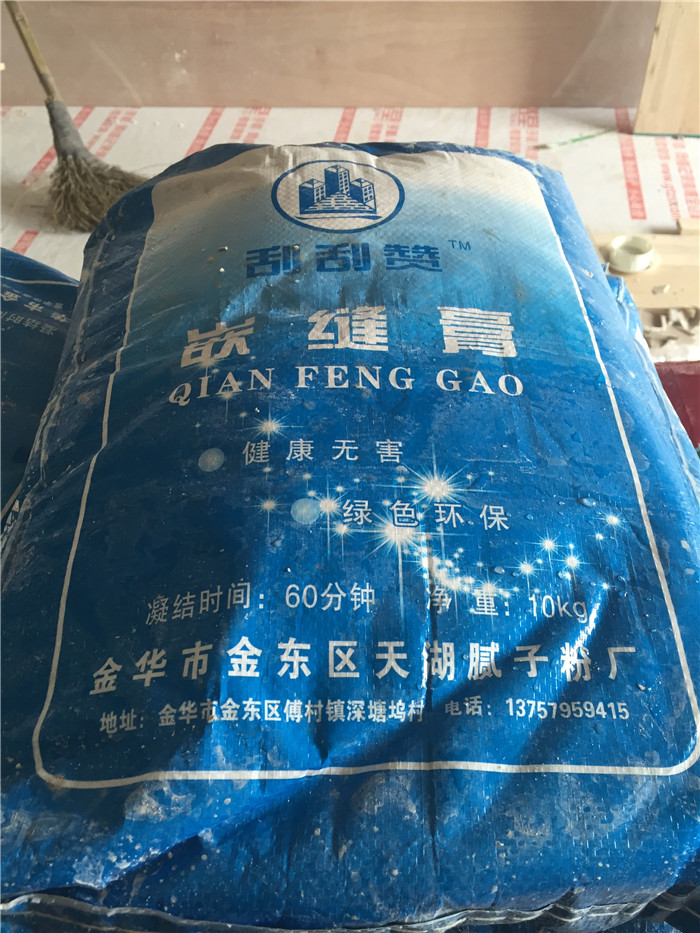 刮刮赞™
嵌缝膏
QIAN FENG GAO
健康无害
绿色环保
凝结时间：60分钟 净重：10kg
金华市金东区天湖腻子粉厂
地址：金华市金东区傅村镇深塘坞村 电话：13757959415